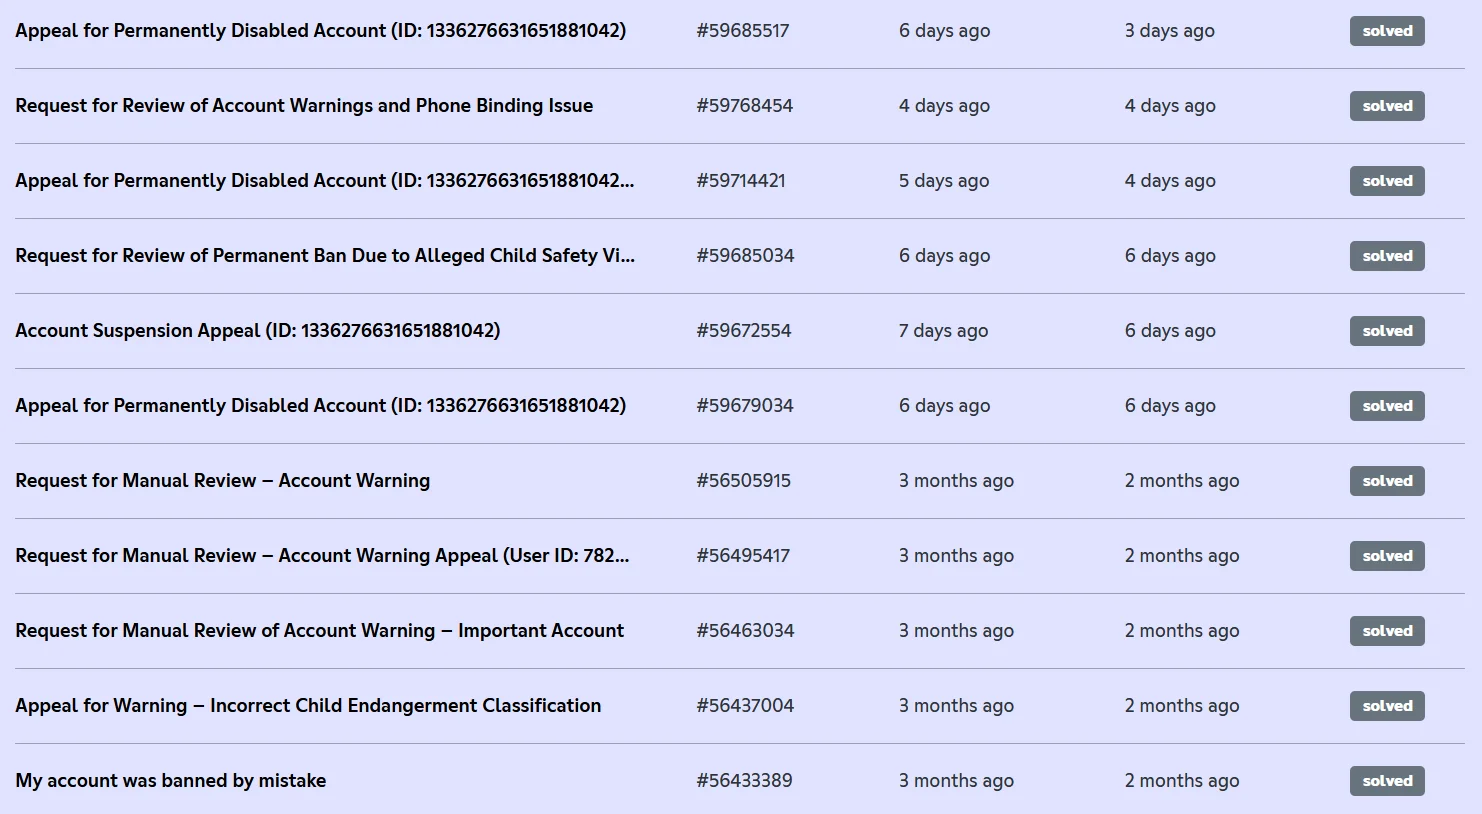 Appeal for Permanently Disabled Account (ID: 1336276631651881042) #59685517 6 days ago 3 days ago solved
Request for Review of Account Warnings and Phone Binding Issue #59768454 4 days ago 4 days ago solved
Appeal for Permanently Disabled Account (ID: 1336276631651881042... #59714421 5 days ago 4 days ago solved
Request for Review of Permanent Ban Due to Alleged Child Safety Vi... #59685034 6 days ago 6 days ago solved
Account Suspension Appeal (ID: 1336276631651881042) #59672554 7 days ago 6 days ago solved
Appeal for Permanently Disabled Account (ID: 1336276631651881042) #59679034 6 days ago 6 days ago solved
Request for Manual Review – Account Warning #56505915 3 months ago 2 months ago solved
Request for Manual Review – Account Warning Appeal (User ID: 782... #56495417 3 months ago 2 months ago solved
Request for Manual Review of Account Warning – Important Account #56463034 3 months ago 2 months ago solved
Appeal for Warning – Incorrect Child Endangerment Classification #56437004 3 months ago 2 months ago solved
My account was banned by mistake #56433389 3 months ago 2 months ago solved